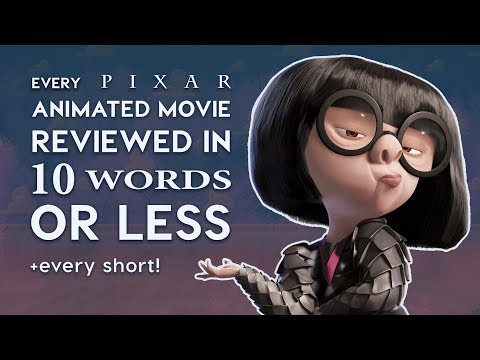 EVERY PIXAR
ANIMATED MOVIE
REVIEWED IN
10 WORDS
OR LESS
+every short!